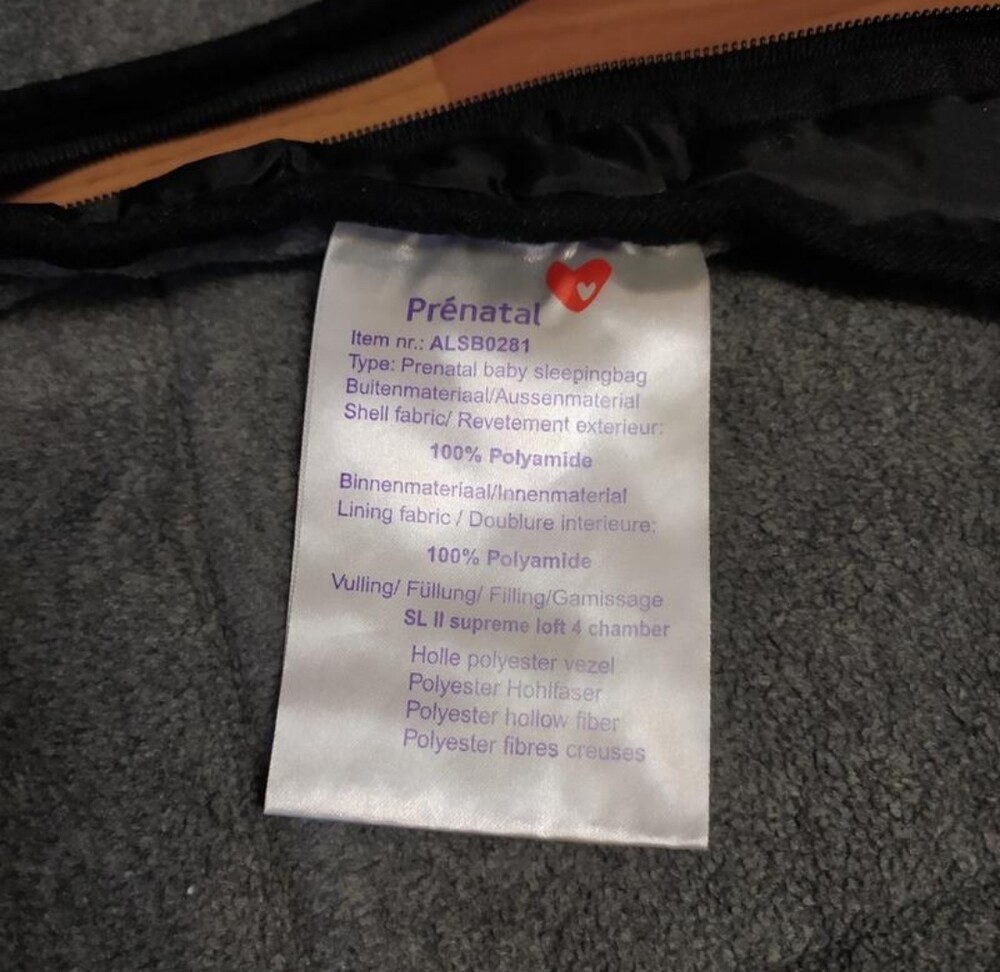 Prénatal
Item nr.: ALSB0281
Type: Prenatal baby sleepingbag
Buitenmateriaal/Aussenmaterial
Shell fabric/ Revetement exterieur:
100% Polyamide
Binnenmateriaal/Innenmaterial
Lining fabric / Doublure interieure:
100% Polyamide
Vulling/ Füllung/ Filling/Garnissage
SL II supreme loft 4 chamber
Holle polyester vezel
Polyester Hohlfaser
Polyester hollow fiber
Polyester fibres creuses